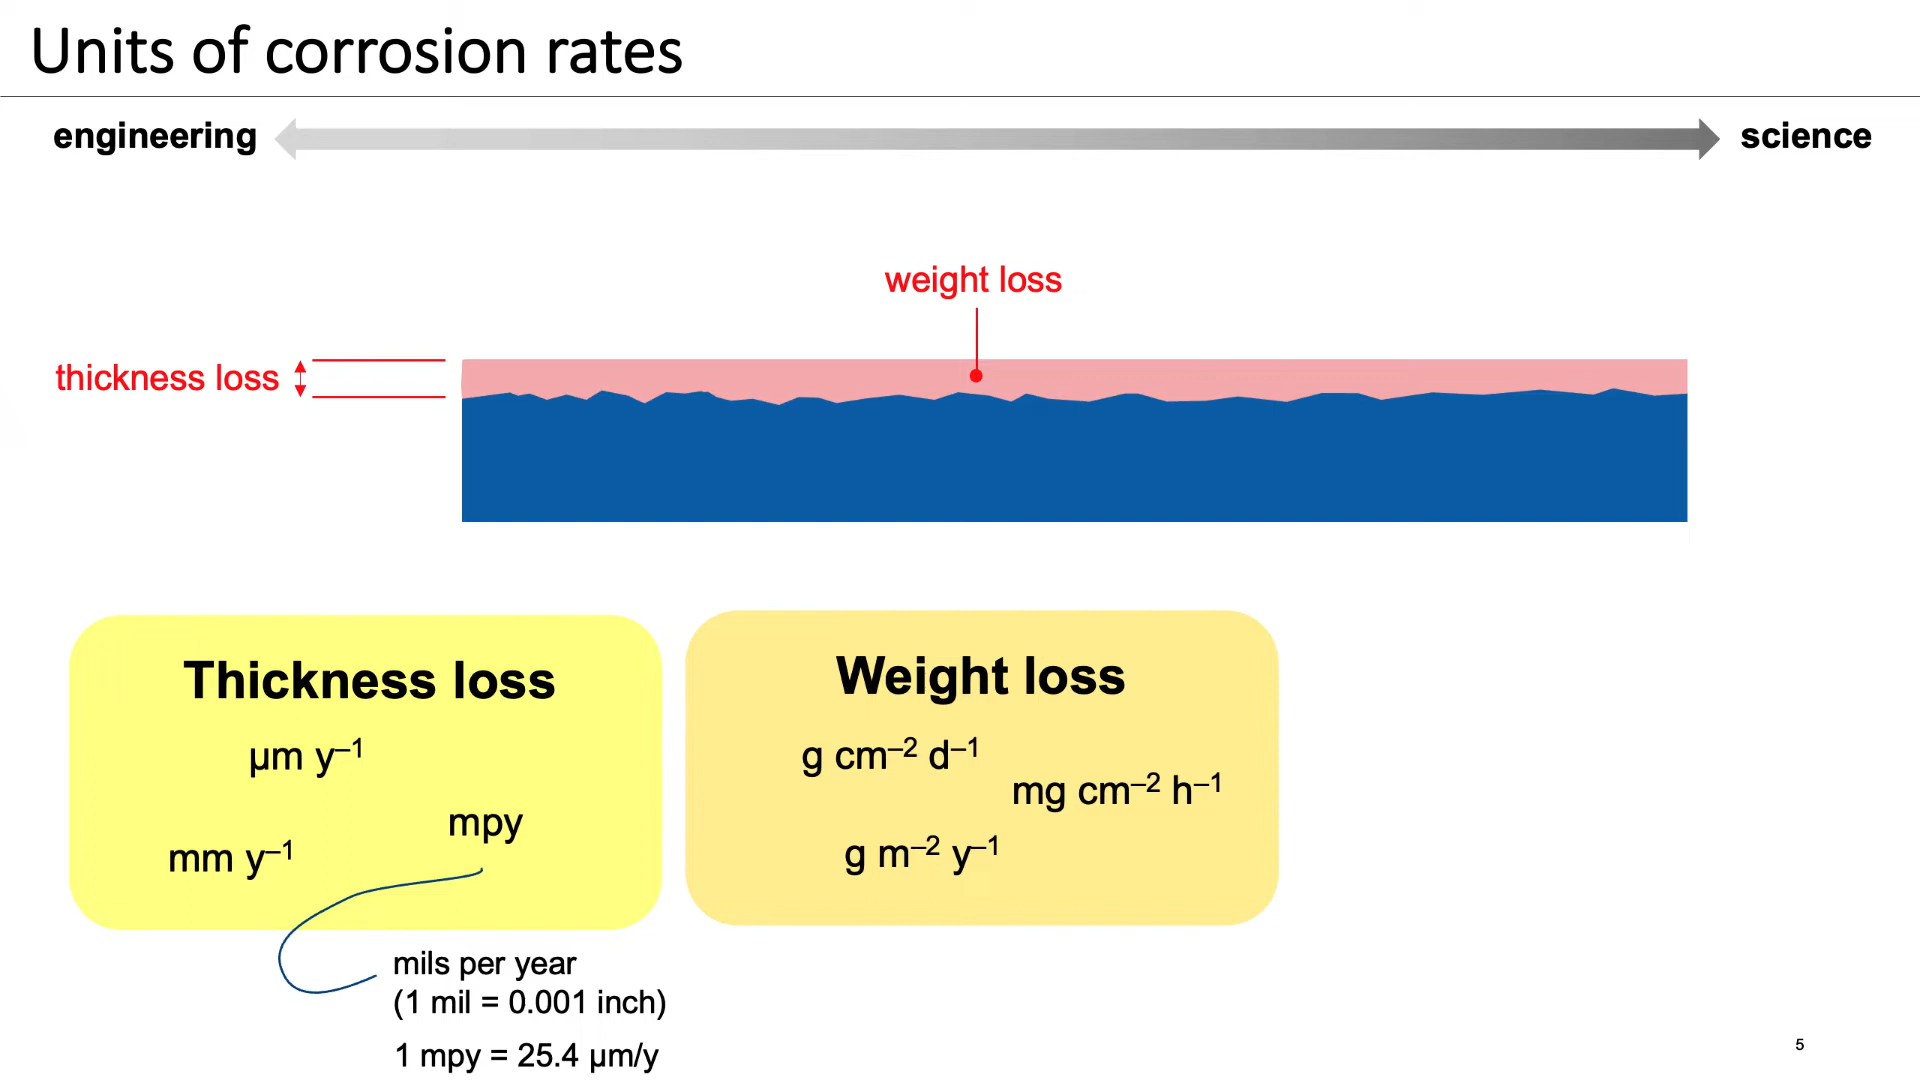 Units of corrosion rates
engineering
science
weight loss
thickness loss
Thickness loss
µm y⁻¹
mpy
mm y⁻¹
mils per year
(1 mil = 0.001 inch)
1 mpy = 25.4 µm/y
Weight loss
g cm⁻² d⁻¹
mg cm⁻² h⁻¹
g m⁻² y⁻¹
5